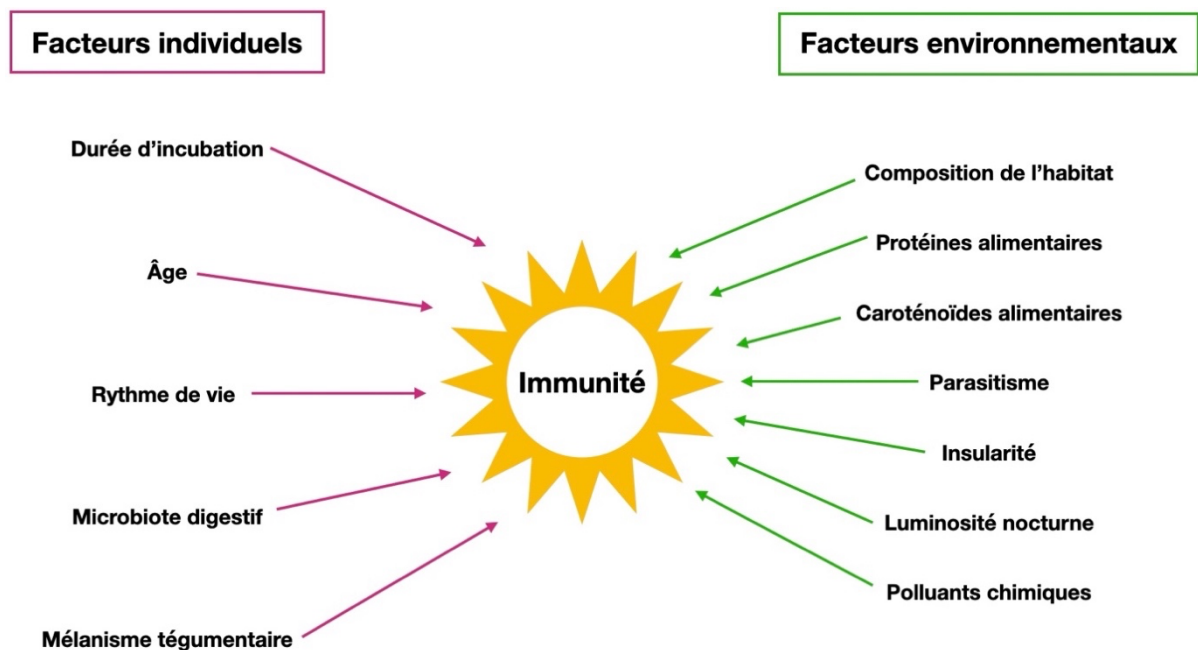 Facteurs individuels
Facteurs environnementaux
Durée d'incubation
Âge
Rythme de vie
Microbiote digestif
Mélanisme tégumentaire
Immunité
Composition de l'habitat
Protéines alimentaires
Caroténoïdes alimentaires
Parasitisme
Insularité
Luminosité nocturne
Polluants chimiques